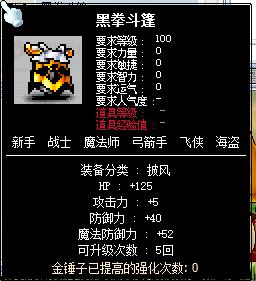 黑拳斗篷
要求等级： 100
要求力量： 0
要求敏捷： 0
要求智力： 0
要求运气： 0
要求人气度： -
道具等级： -
道具经验值： -
新手 战士 魔法师 弓箭手 飞侠 海盗
装备分类 : 披风
HP : +125
攻击力 : +5
防御力 : +40
魔法防御力 : +52
可升级次数 : 5回
金锤子已提高的强化次数: 0